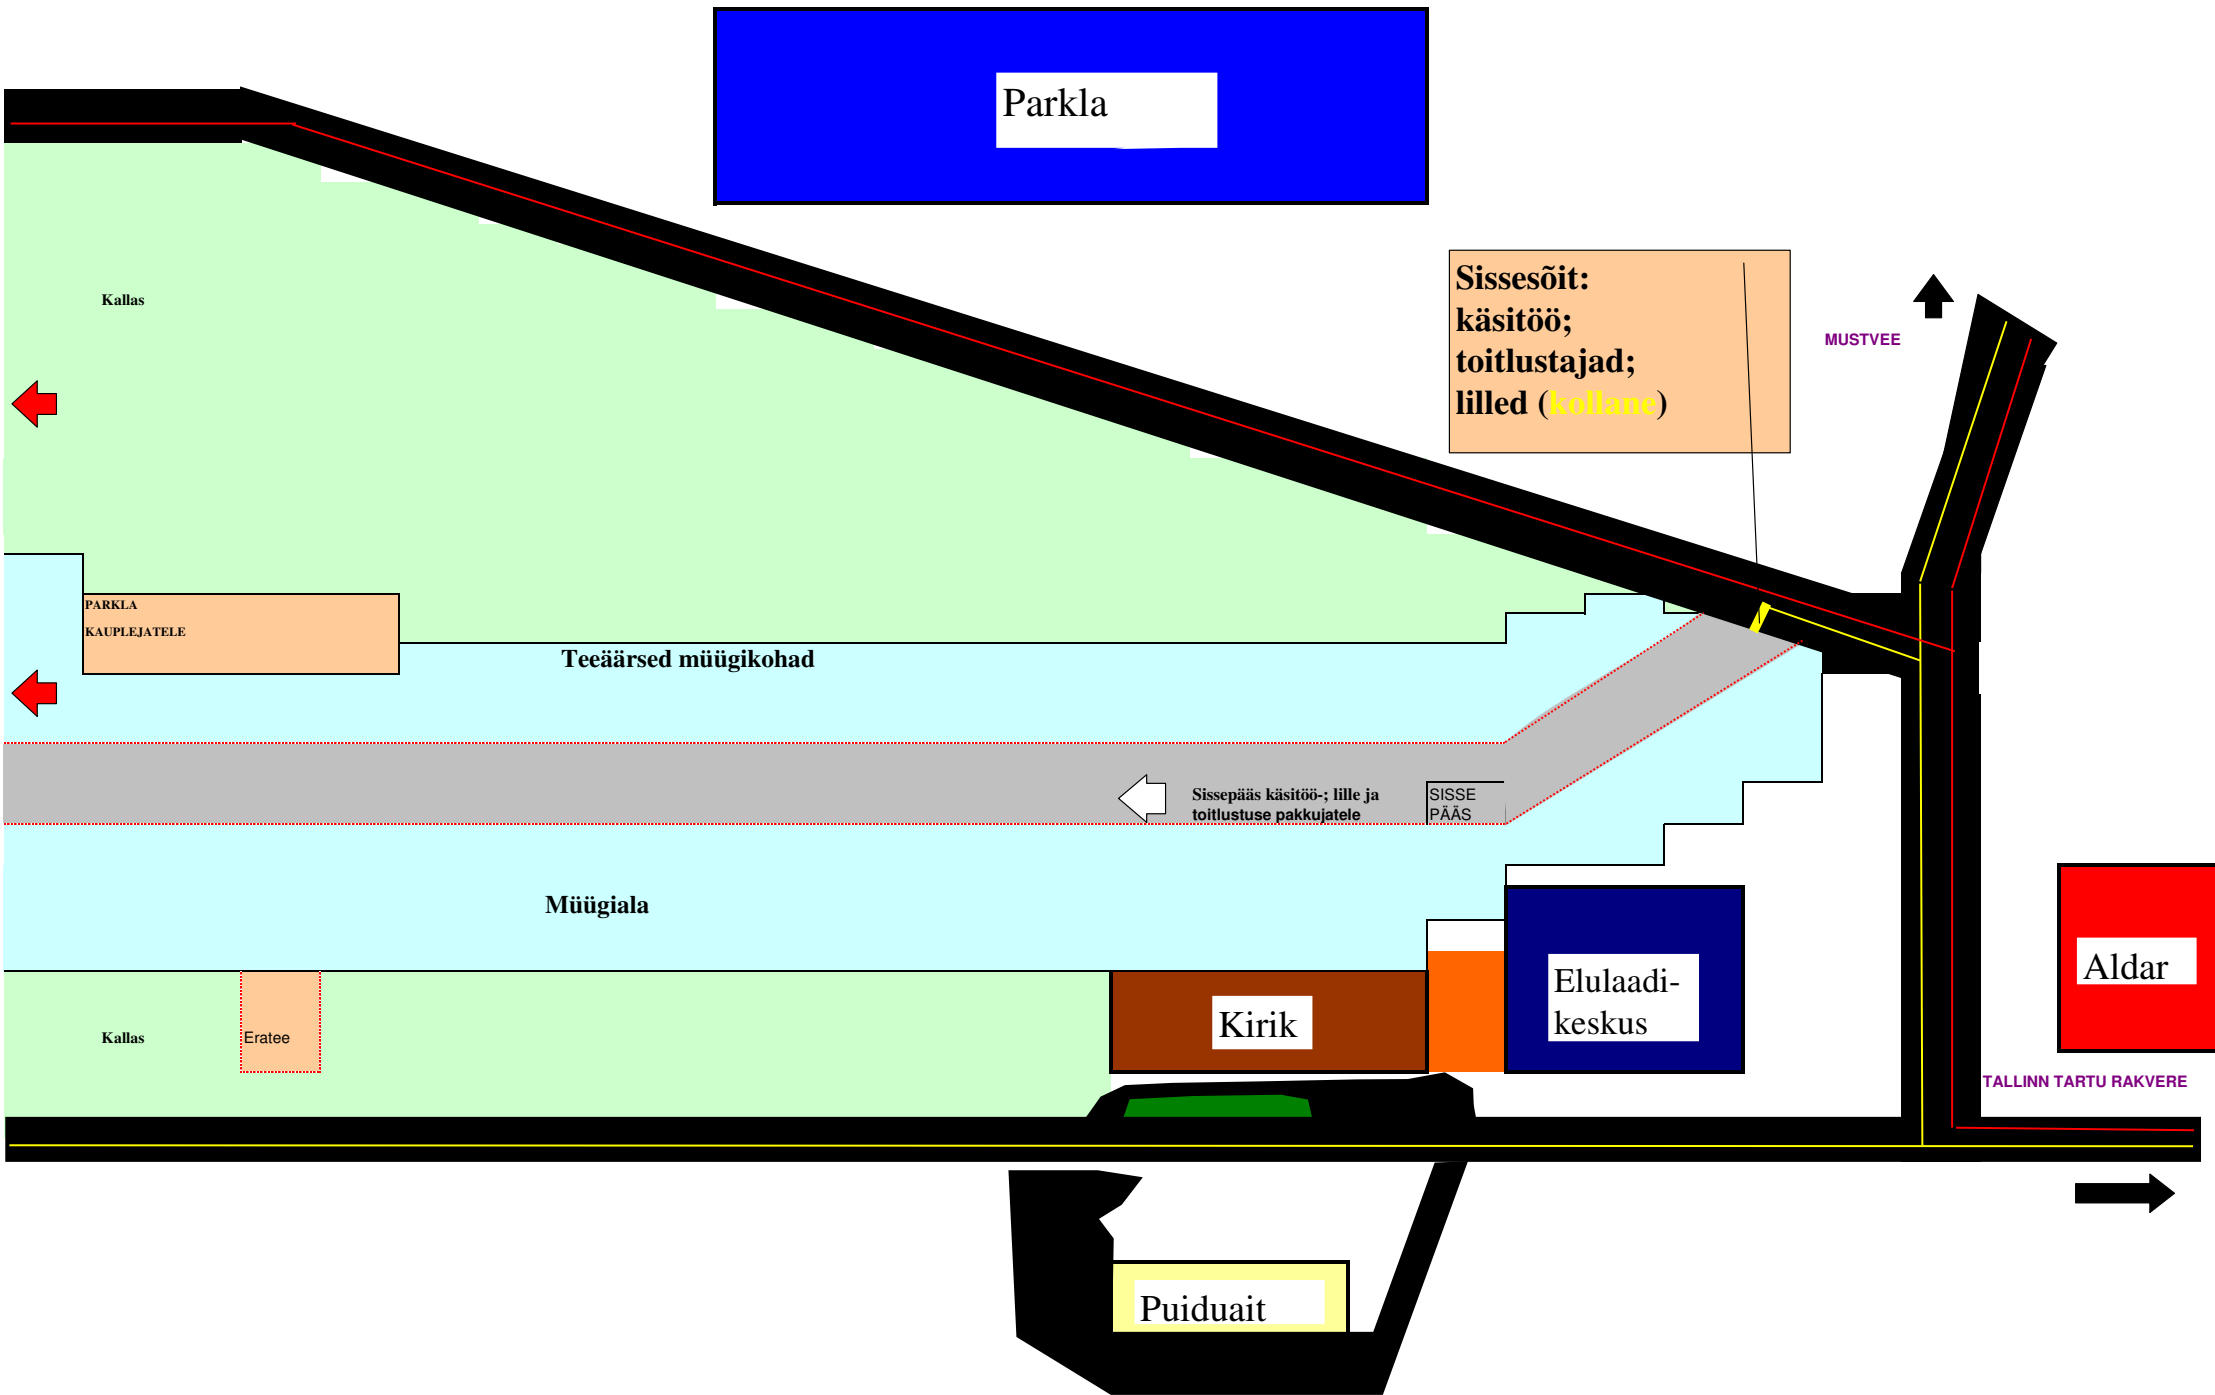 Parkla
Sissesõit:
käsitöö;
toitlustajad;
lilled (kollane)
Kallas
MUSTVEE
PARKLA
KAUPLEJATELE
Teeäärsed müügikohad
Sissepääs käsitöö-; lille ja
toitlustuse pakkujatele
SISSE
PÄÄS
Müügiala
Elulaadi-
keskus
Aldar
Kirik
Kallas
Eratee
TALLINN TARTU RAKVERE
Puiduait